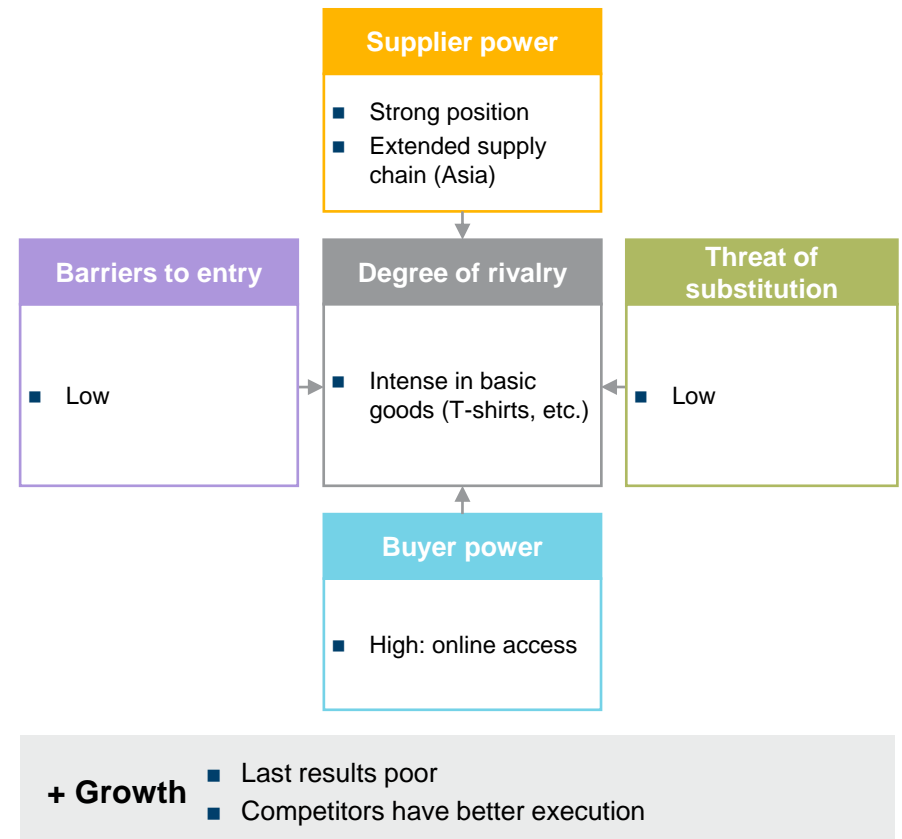 Supplier power
■ Strong position
■ Extended supply
chain (Asia)
Barriers to entry
■ Low
Degree of rivalry
■ Intense in basic
goods (T-shirts, etc.)
Threat of
substitution
■ Low
Buyer power
■ High: online access
+ Growth
■ Last results poor
■ Competitors have better execution